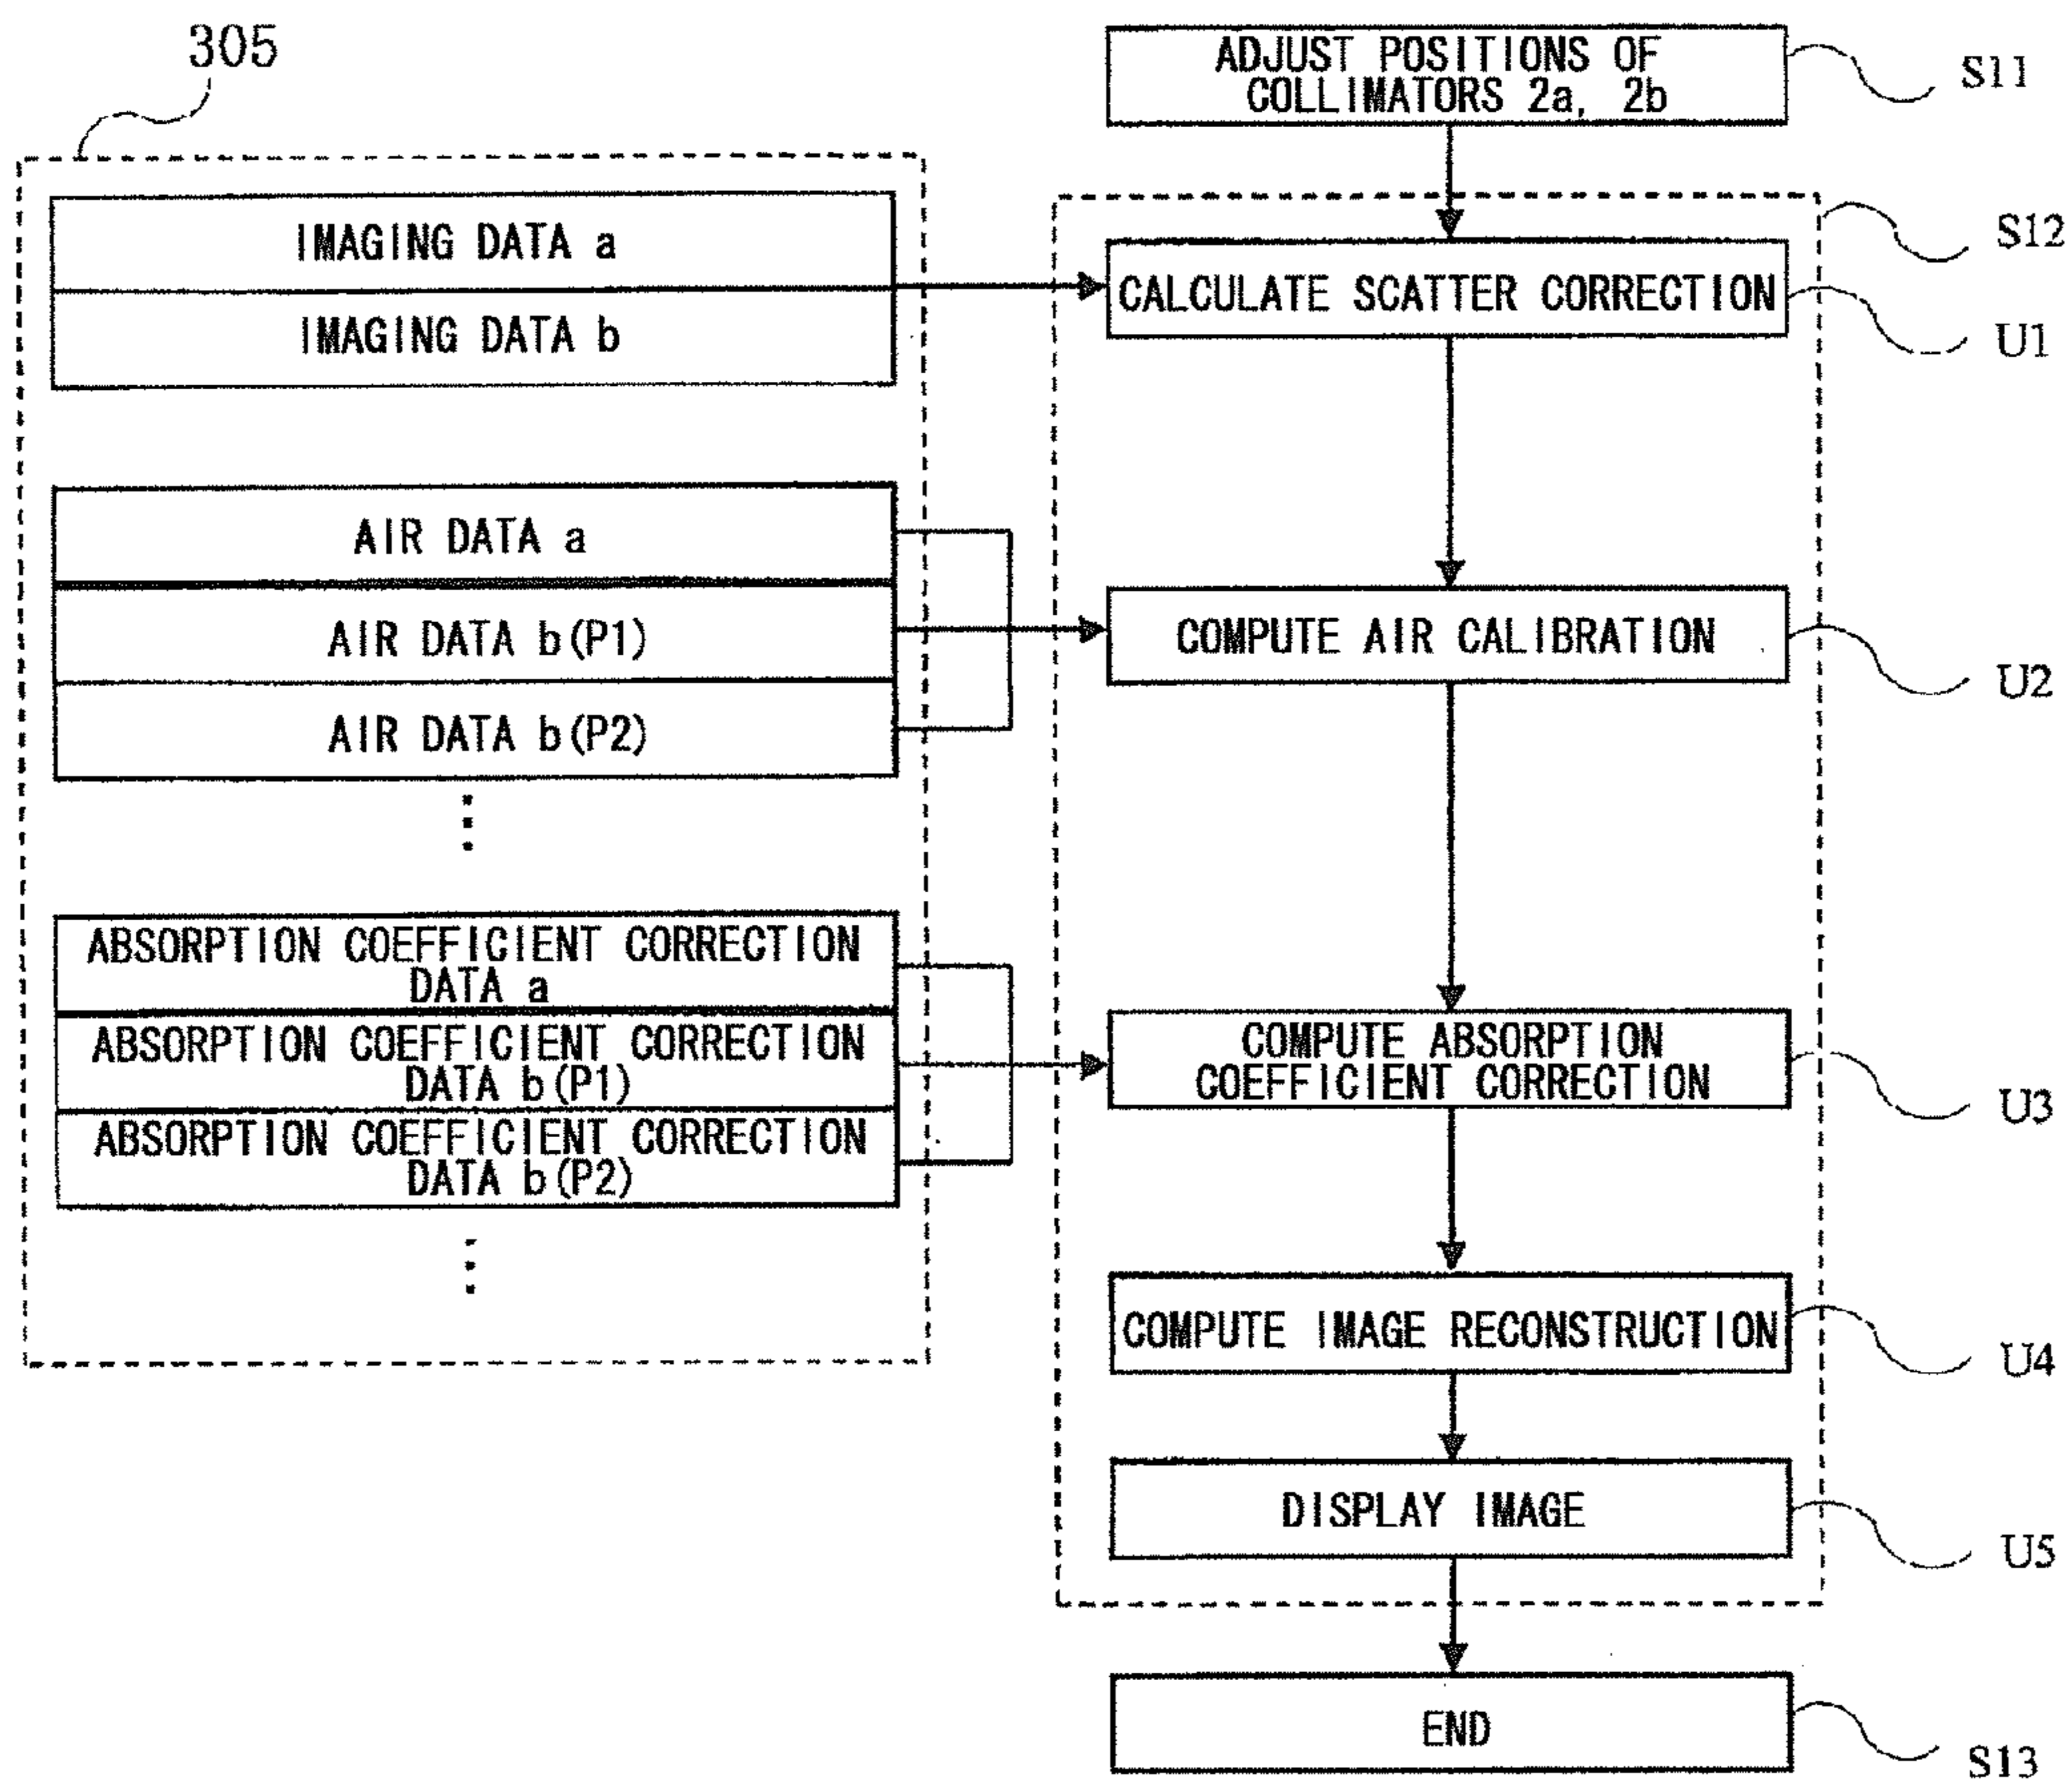 305
IMAGING DATA a
IMAGING DATA b
AIR DATA a
AIR DATA b(P1)
AIR DATA b(P2)
ABSORPTION COEFFICIENT CORRECTION
DATA a
ABSORPTION COEFFICIENT CORRECTION
DATA b(P1)
ABSORPTION COEFFICIENT CORRECTION
DATA b(P2)
ADJUST POSITIONS OF
COLLIMATORS 2a, 2b
S11
S12
CALCULATE SCATTER CORRECTION
U1
COMPUTE AIR CALIBRATION
U2
COMPUTE ABSORPTION
COEFFICIENT CORRECTION
U3
COMPUTE IMAGE RECONSTRUCTION
U4
DISPLAY IMAGE
U5
END
S13